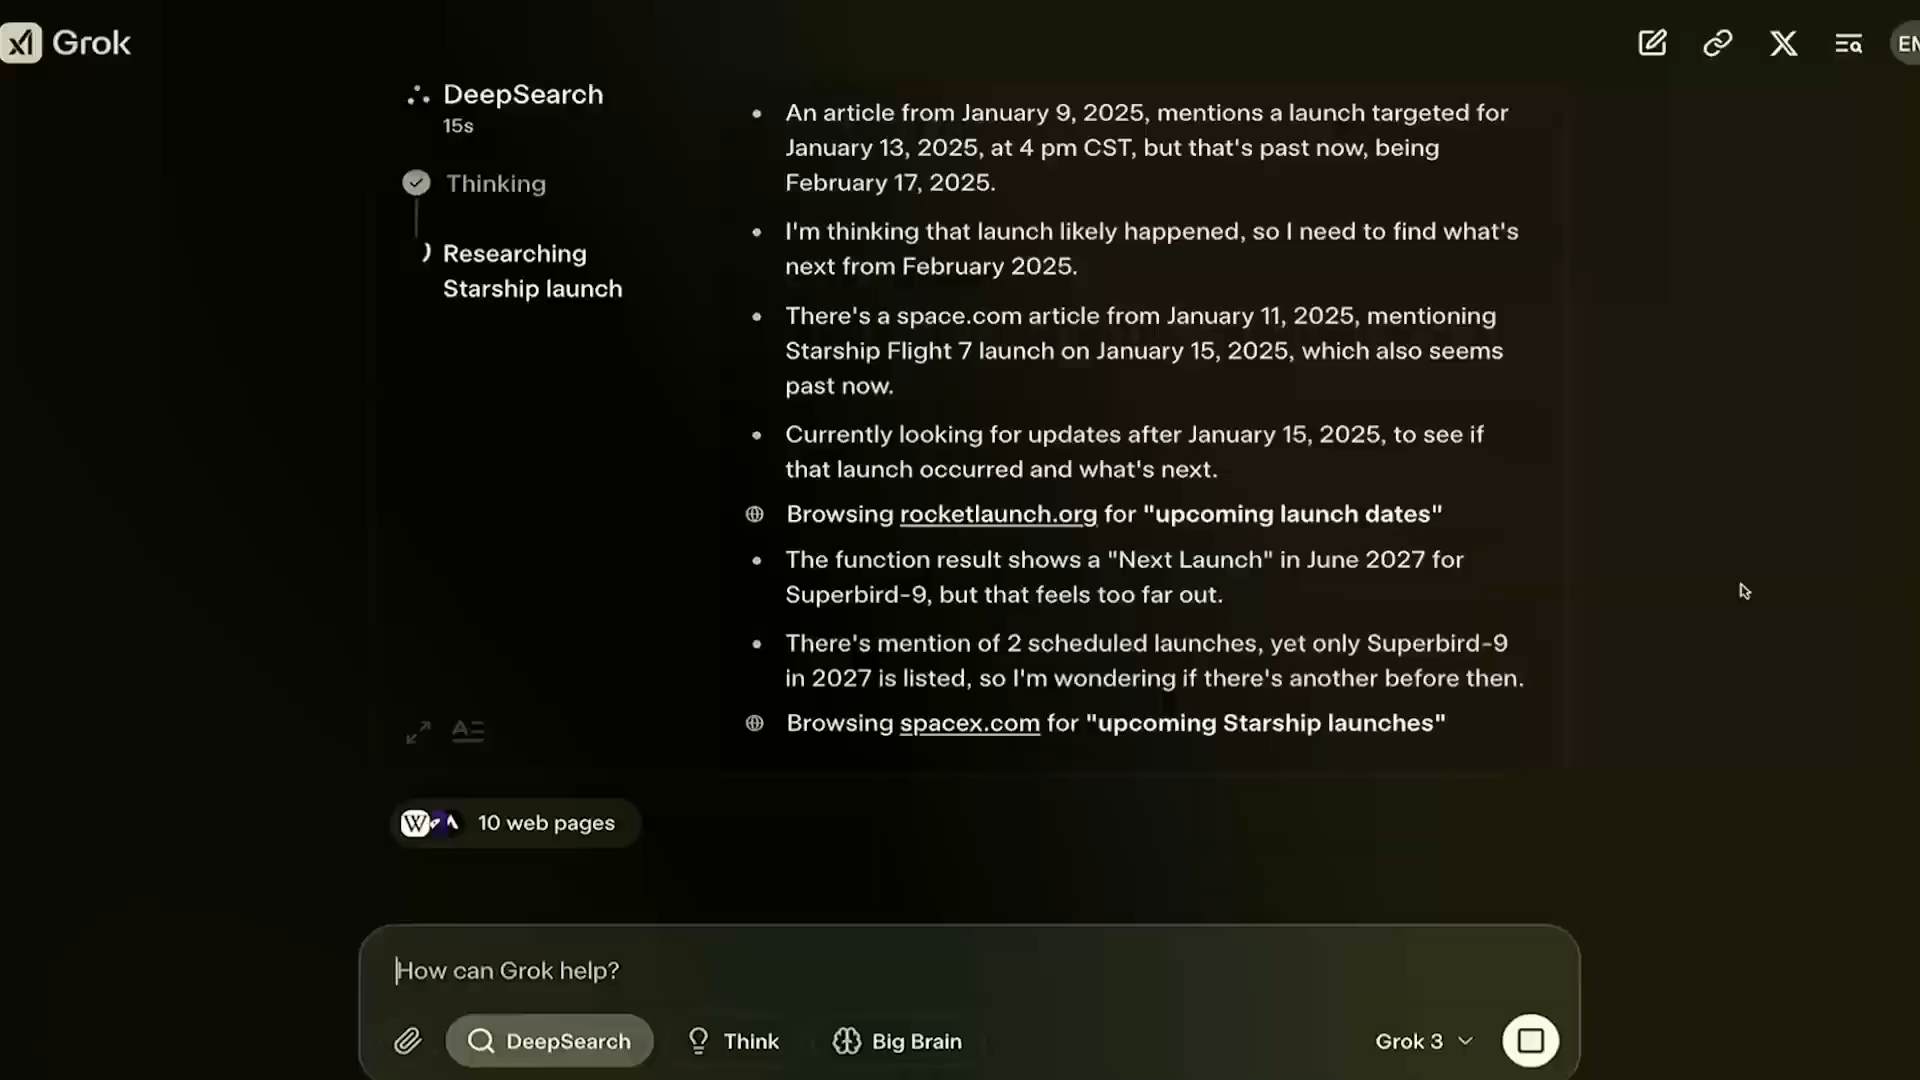 Grok
EN
DeepSearch
15s
Thinking
Researching
Starship launch
An article from January 9, 2025, mentions a launch targeted for
January 13, 2025, at 4 pm CST, but that's past now, being
February 17, 2025.
I'm thinking that launch likely happened, so I need to find what's
next from February 2025.
There's a space.com article from January 11, 2025, mentioning
Starship Flight 7 launch on January 15, 2025, which also seems
past now.
Currently looking for updates after January 15, 2025, to see if
that launch occurred and what's next.
Browsing rocketlaunch.org for "upcoming launch dates"
The function result shows a "Next Launch" in June 2027 for
Superbird-9, but that feels too far out.
There's mention of 2 scheduled launches, yet only Superbird-9
in 2027 is listed, so I'm wondering if there's another before then.
Browsing spacex.com for "upcoming Starship launches"
W 10 web pages
How can Grok help?
DeepSearch Think Big Brain Grok 3